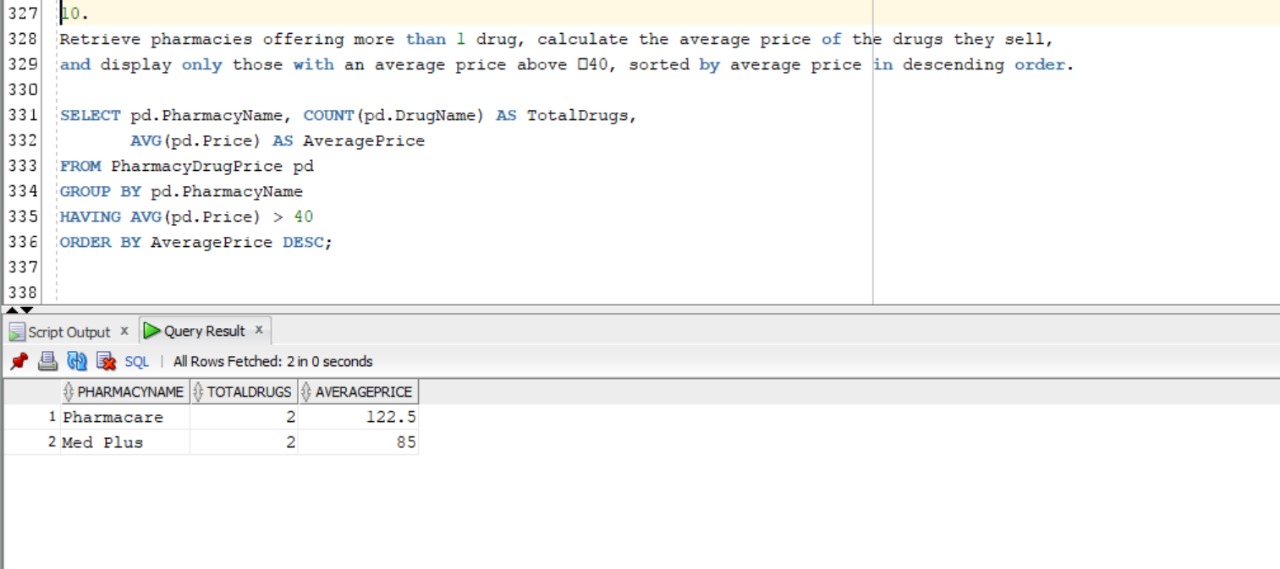 327 10.
328 Retrieve pharmacies offering more than 1 drug, calculate the average price of the drugs they sell,
329 and display only those with an average price above □40, sorted by average price in descending order.
330
331 SELECT pd.PharmacyName, COUNT(pd.DrugName) AS TotalDrugs,
332 AVG(pd.Price) AS AveragePrice
333 FROM PharmacyDrugPrice pd
334 GROUP BY pd.PharmacyName
335 HAVING AVG(pd.Price) > 40
336 ORDER BY AveragePrice DESC;
337
338
Script Output x Query Result x
SQL | All Rows Fetched: 2 in 0 seconds
PHARMACYNAME TOTALDRUGS AVERAGEPRICE
1 Pharmacare 2 122.5
2 Med Plus 2 85